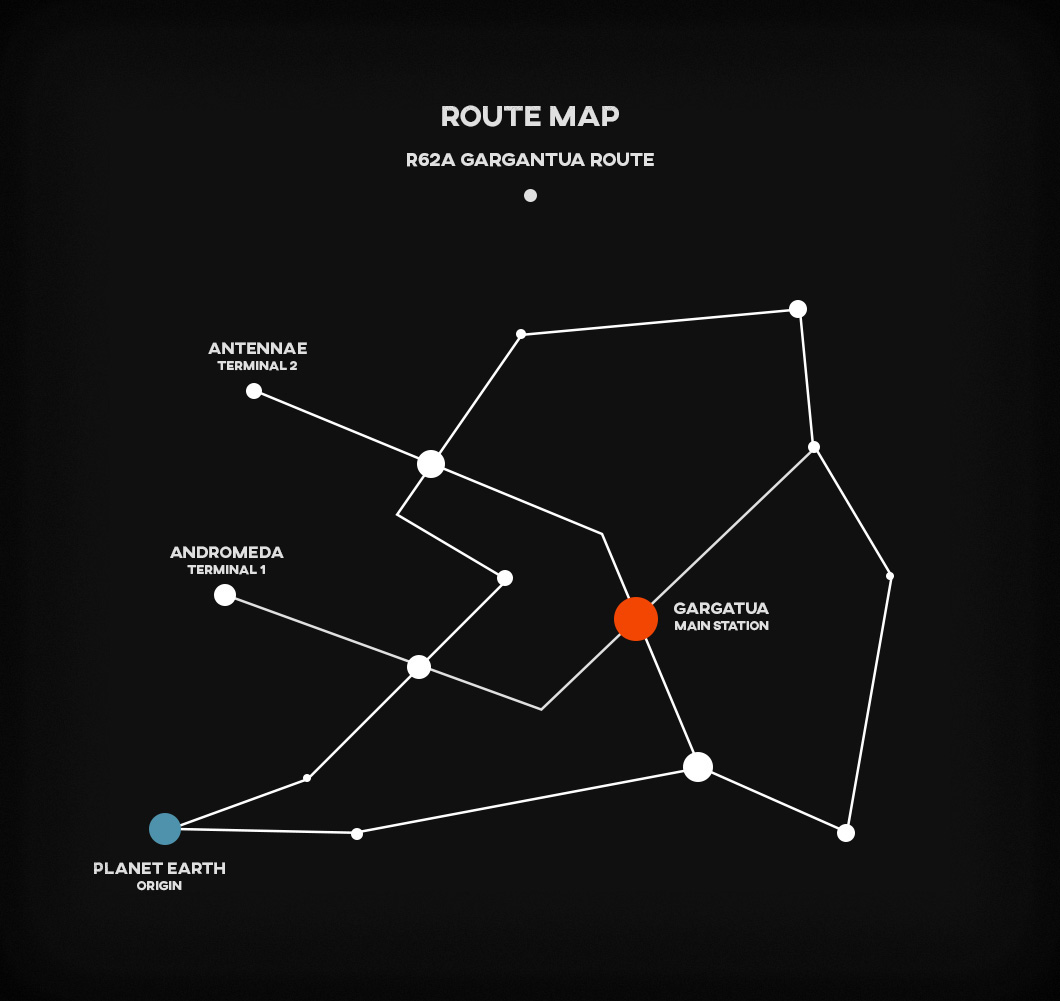 ROUTE MAP
R62A GARGANTUA ROUTE
ANTENNAE
TERMINAL 2
ANDROMEDA
TERMINAL 1
GARGATUA
MAIN STATION
PLANET EARTH
ORIGIN